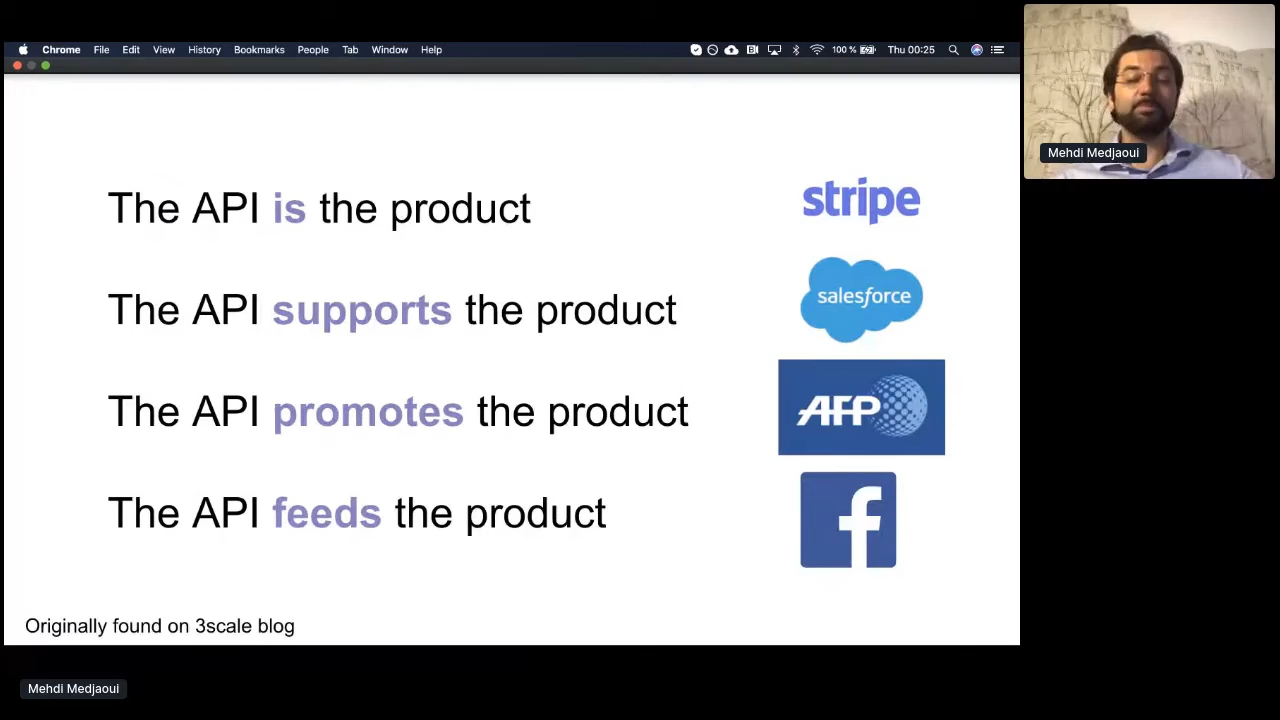 Chrome File Edit View History Bookmarks People Tab Window Help 100 % Thu 00:25
The API is the product
stripe
The API supports the product
salesforce
The API promotes the product
AFP
The API feeds the product
f
Originally found on 3scale blog
Mehdi Medjaoui
Mehdi Medjaoui